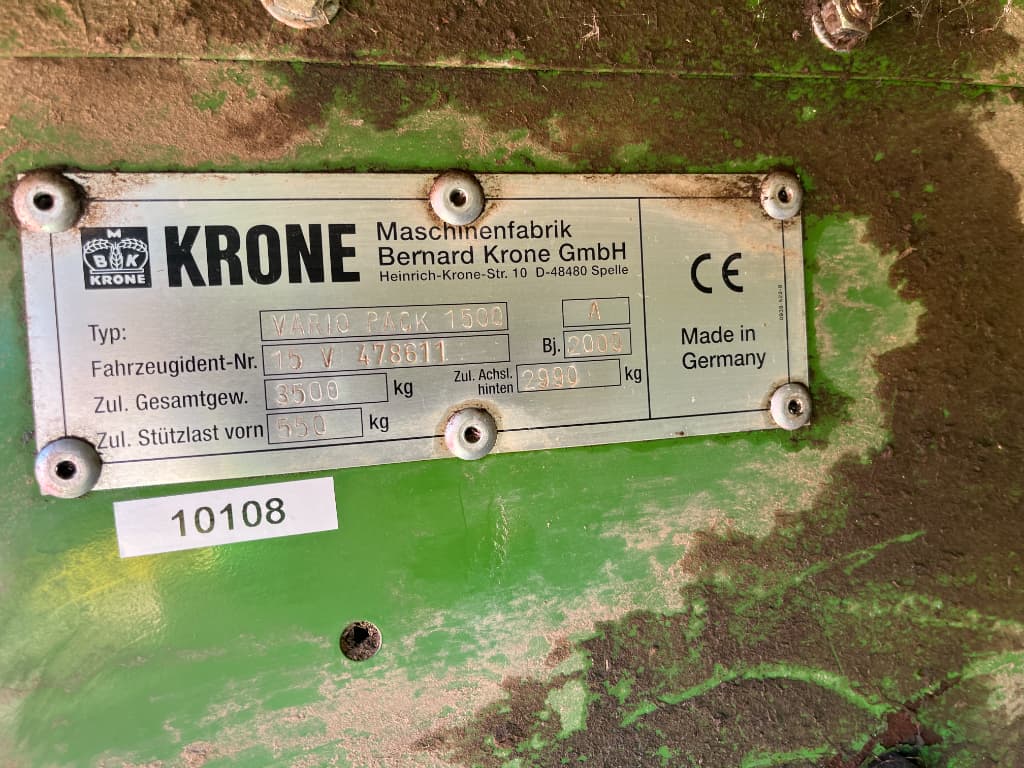 M
B K
KRONE
KRONE
Maschinenfabrik
Bernard Krone GmbH
Heinrich-Krone-Str. 10 D-48480 Spelle
CE
Typ: VARIO PACK 1500 A
Fahrzeugident-Nr. 15 V 478611 Bj. 2000
Zul. Gesamtgew. 3500 kg
Zul. Achsl. hinten 2990 kg
Zul. Stützlast vorn 550 kg
Made in
Germany
10108